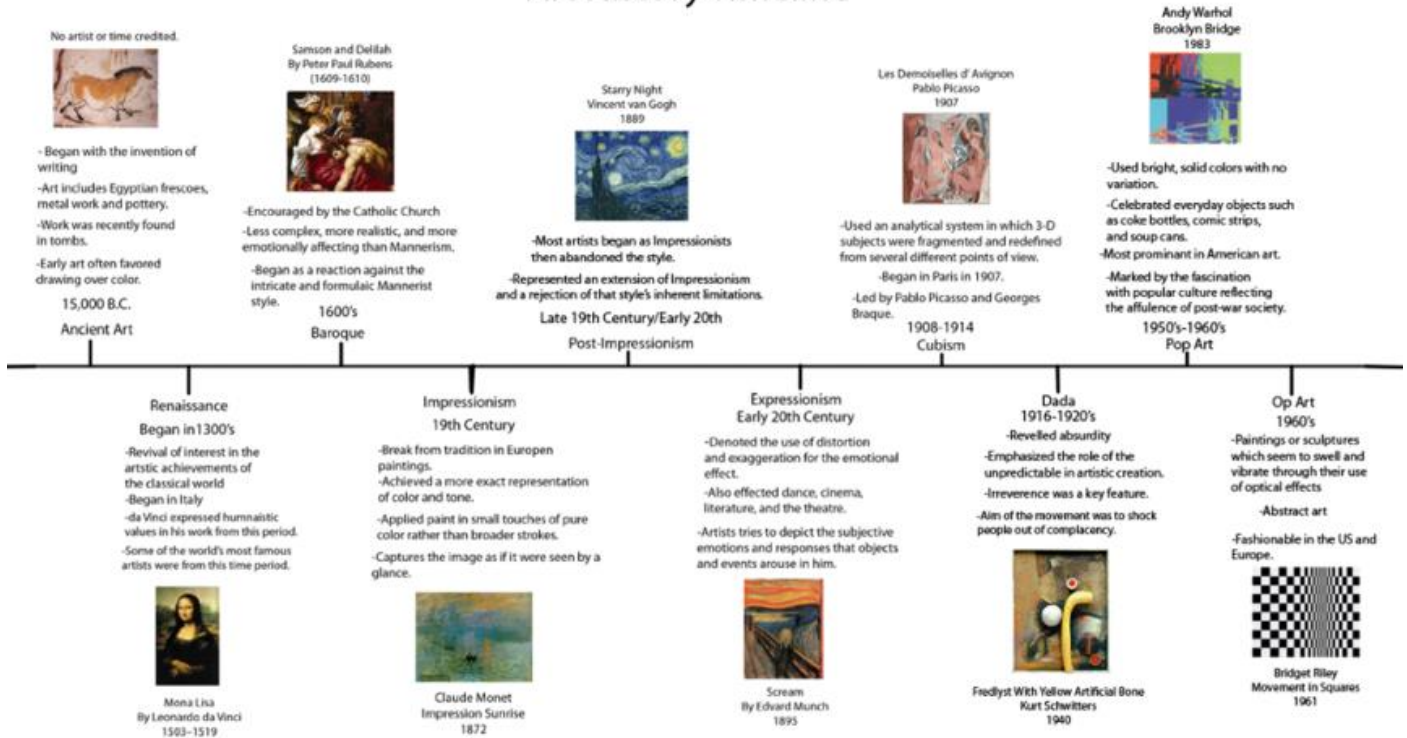 No artist or time credited.
- Began with the invention of
writing
-Art includes Egyptian frescoes,
metal work and pottery.
-Work was recently found
in tombs.
-Early art often favored
drawing over color.
15,000 B.C.
Ancient Art
Samson and Delilah
By Peter Paul Rubens
(1609-1610)
-Encouraged by the Catholic Church
-Less complex, more realistic, and more
emotionally affecting than Mannerism.
-Began as a reaction against the
intricate and formulaic Mannerist
style.
1600's
Baroque
Starry Night
Vincent van Gogh
1889
-Most artists began as Impressionists
then abandoned the style.
-Represented an extension of Impressionism
and a rejection of that style's inherent limitations.
Late 19th Century/Early 20th
Post-Impressionism
Les Demoiselles d' Avignon
Pablo Picasso
1907
-Used an analytical system in which 3-D
subjects were fragmented and redefined
from several different points of view.
-Began in Paris in 1907.
-Led by Pablo Picasso and Georges
Braque.
1908-1914
Cubism
Andy Warhol
Brooklyn Bridge
1983
-Used bright, solid colors with no
variation.
-Celebrated everyday objects such
as coke bottles, comic strips,
and soup cans.
-Most prominent in American art.
-Marked by the fascination
with popular culture reflecting
the affulence of post-war society.
1950's-1960's
Pop Art
Renaissance
Began in1300's
-Revival of interest in the
artstic achievements of
the classical world
-Began in Italy
-da Vinci expressed humnaistic
values in his work from this period.
-Some of the world's most famous
artists were from this time period.
Mona Lisa
By Leonardo da Vinci
1503-1519
Impressionism
19th Century
-Break from tradition in Europen
paintings.
-Achieved a more exact representation
of color and tone.
-Applied paint in small touches of pure
color rather than broader strokes.
-Captures the image as if it were seen by a
glance.
Claude Monet
Impression Sunrise
1872
Expressionism
Early 20th Century
-Denoted the use of distortion
and exaggeration for the emotional
effect.
-Also effected dance, cinema,
literature, and the theatre.
-Artists tries to depict the subjective
emotions and responses that objects
and events arouse in him.
Scream
By Edvard Munch
1895
Dada
1916-1920's
-Revelled absurdity
-Emphasized the role of the
unpredictable in artistic creation.
-Irreverence was a key feature.
-Aim of the movement was to shock
people out of complacency.
Fredlyst With Yellow Artificial Bone
Kurt Schwitters
1940
Op Art
1960's
-Paintings or sculptures
which seem to swell and
vibrate through their use
of optical effects
-Abstract art
-Fashionable in the US and
Europe.
Bridget Riley
Movement in Squares
1961